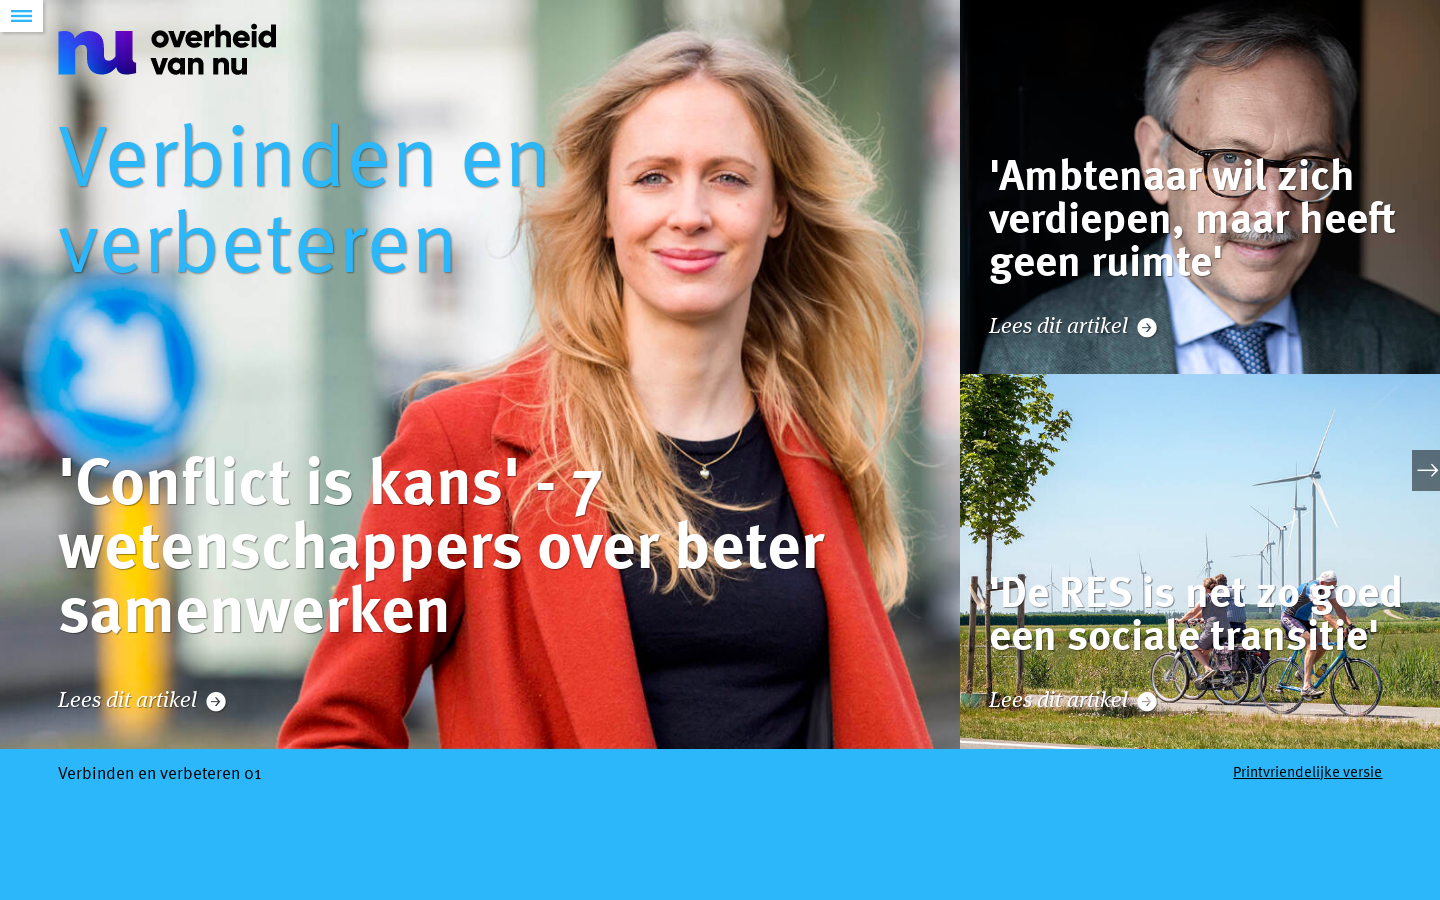 nu overheid
van nu
Verbinden en
verbeteren
'Conflict is kans' - 7
wetenschappers over beter
samenwerken
Lees dit artikel
'Ambtenaar wil zich
verdiepen, maar heeft
geen ruimte'
Lees dit artikel
'De RES is net zo goed
een sociale transitie'
Lees dit artikel
Verbinden en verbeteren 01
Printvriendelijke versie